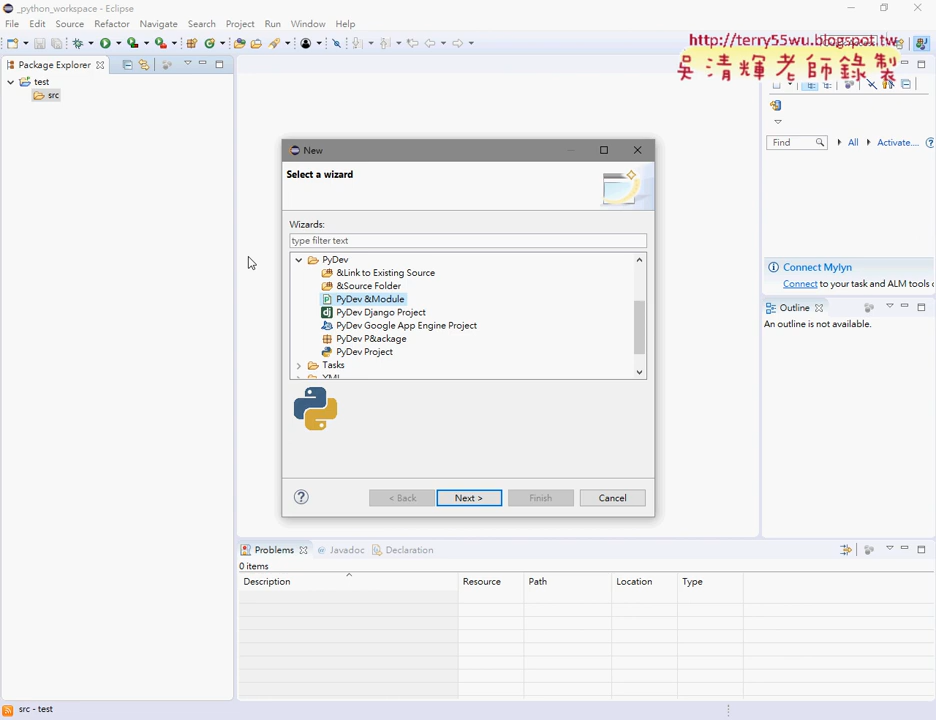 _python_workspace - Eclipse
File Edit Source Refactor Navigate Search Project Run Window Help
http://terry55wu.blogspot.tw
吳清輝老師錄製
Package Explorer
test
src
New
Select a wizard
Wizards:
type filter text
PyDev
&Link to Existing Source
&Source Folder
PyDev &Module
PyDev Django Project
PyDev Google App Engine Project
PyDev P&ackage
PyDev Project
Tasks
XML
< Back Next > Finish Cancel
Find All Activate...
Connect Mylyn
Connect to your task and ALM tools
Outline
An outline is not available.
Problems Javadoc Declaration
0 items
Description Resource Path Location Type
src - test